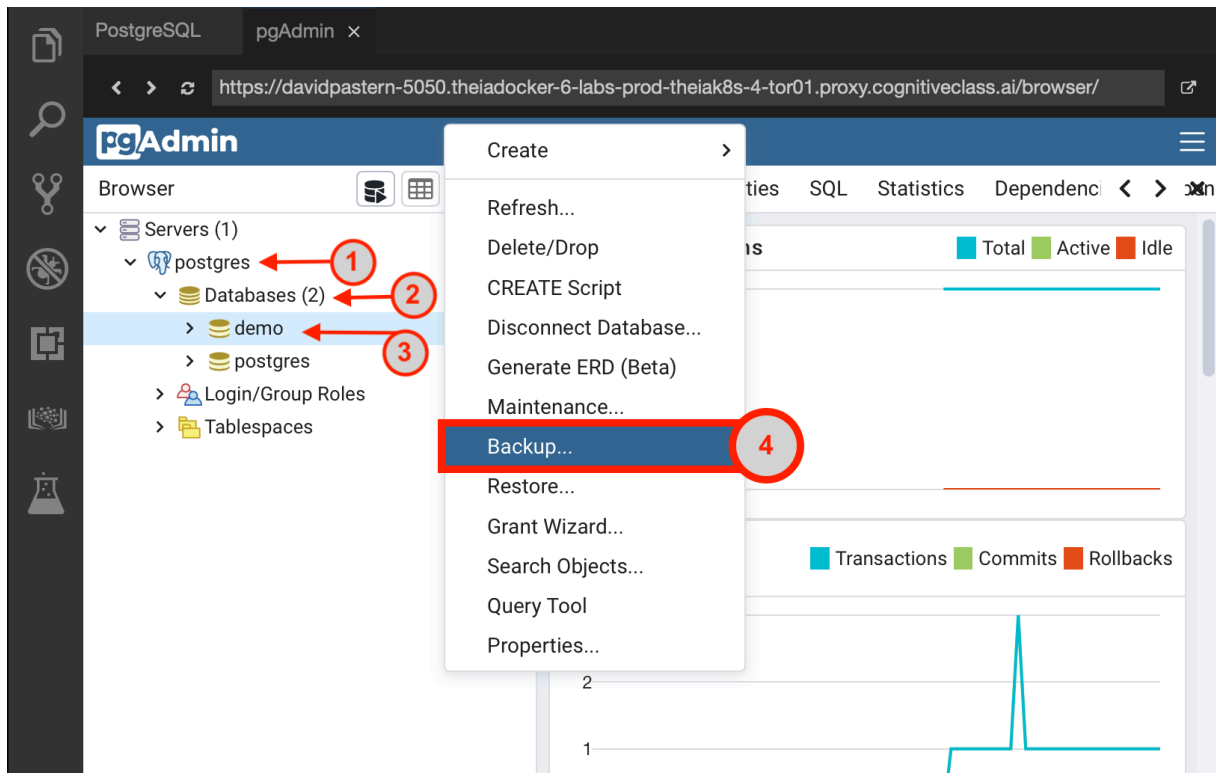 PostgreSQL
pgAdmin ×
https://davidpastern-5050.theiadocker-6-labs-prod-theiak8s-4-tor01.proxy.cognitiveclass.ai/browser/
pgAdmin
Browser
Servers (1)
postgres
1
Databases (2)
2
demo
3
postgres
Login/Group Roles
Tablespaces
Create
Refresh...
Delete/Drop
CREATE Script
Disconnect Database...
Generate ERD (Beta)
Maintenance...
Backup...
4
Restore...
Grant Wizard...
Search Objects...
Query Tool
Properties...
ties SQL Statistics Dependenci
Total Active Idle
Transactions Commits Rollbacks
2
1